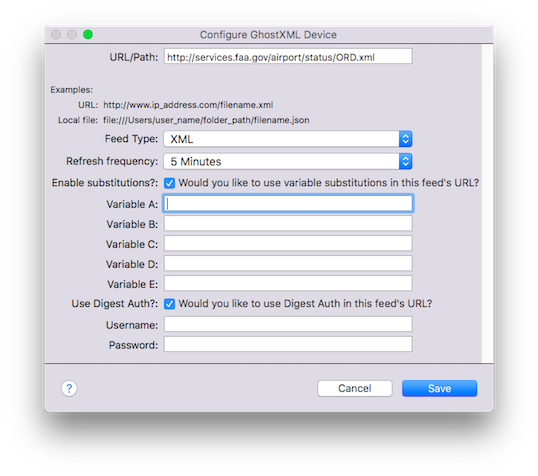 Configure GhostXML Device
URL/Path: http://services.faa.gov/airport/status/ORD.xml
Examples:
URL: http://www.ip_address.com/filename.xml
Local file: file:///Users/user_name/folder_path/filename.json
Feed Type: XML
Refresh frequency: 5 Minutes
Enable substitutions?: Would you like to use variable substitutions in this feed's URL?
Variable A:
Variable B:
Variable C:
Variable D:
Variable E:
Use Digest Auth?: Would you like to use Digest Auth in this feed's URL?
Username:
Password:
? Cancel Save